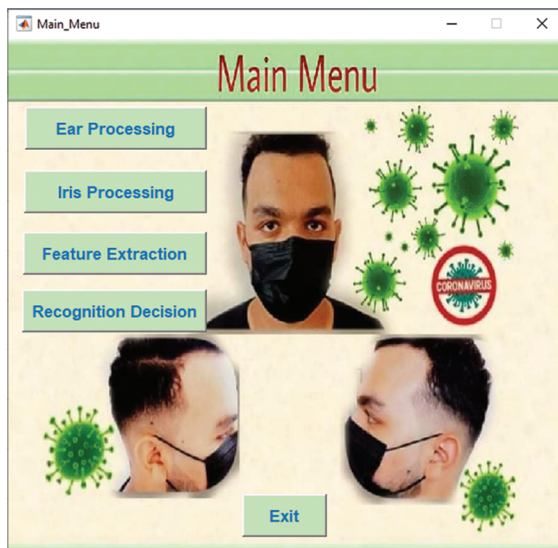 Main_Menu
Main Menu
Ear Processing
Iris Processing
Feature Extraction
CORONAVIRUS
Recognition Decision
Exit